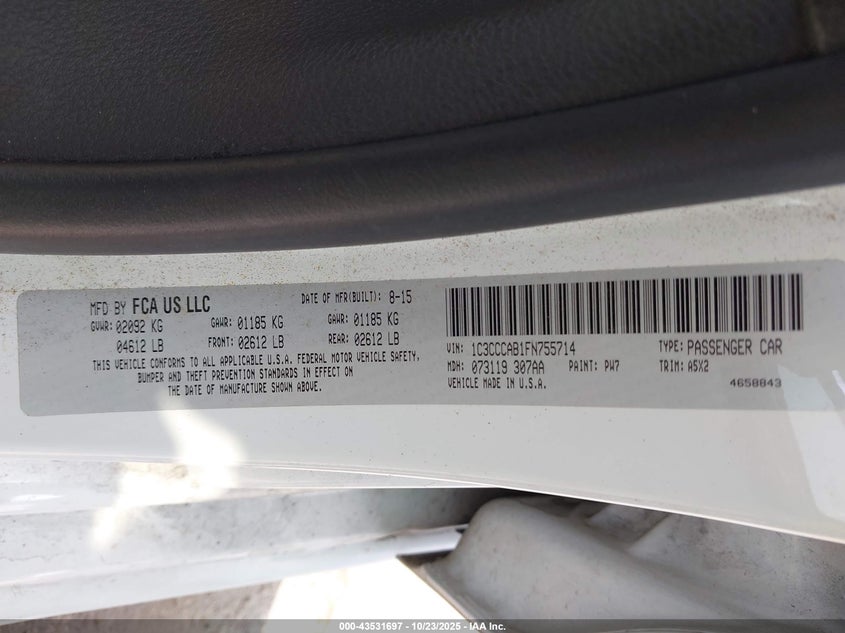 MFD BY FCA US LLC
DATE OF MFR(BUILT): 8-15
GVWR: 02092 KG GAWR: 01185 KG GAWR: 01185 KG
04612 LB FRONT: 02612 LB REAR: 02612 LB
THIS VEHICLE CONFORMS TO ALL APPLICABLE U.S.A. FEDERAL MOTOR VEHICLE SAFETY,
BUMPER AND THEFT PREVENTION STANDARDS IN EFFECT ON
THE DATE OF MANUFACTURE SHOWN ABOVE.
VIN: 1C3CCCAB1FN755714 TYPE: PASSENGER CAR
MDH: 073119 307AA PAINT: PW7 TRIM: A5X2
VEHICLE MADE IN U.S.A.
4658843
000-43531697 - 10/23/2025 - IAA Inc.